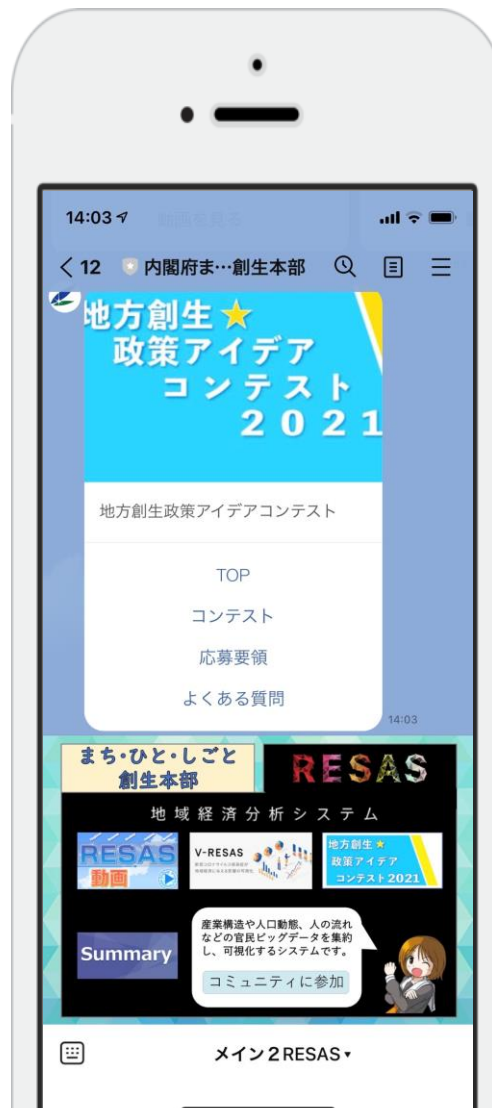 14:03
12
内閣府ま…創生本部
地方創生★
政策アイデア
コンテスト
2021
地方創生政策アイデアコンテスト
TOP
コンテスト
応募要領
よくある質問
14:03
まち・ひと・しごと
創生本部
RESAS
地域経済分析システム
RESAS
動画
V-RESAS
地方創生★
政策アイデア
コンテスト2021
Summary
産業構造や人口動態、人の流れ
などの官民ビッグデータを集約
し、可視化するシステムです。
コミュニティに参加
メイン2RESAS▾